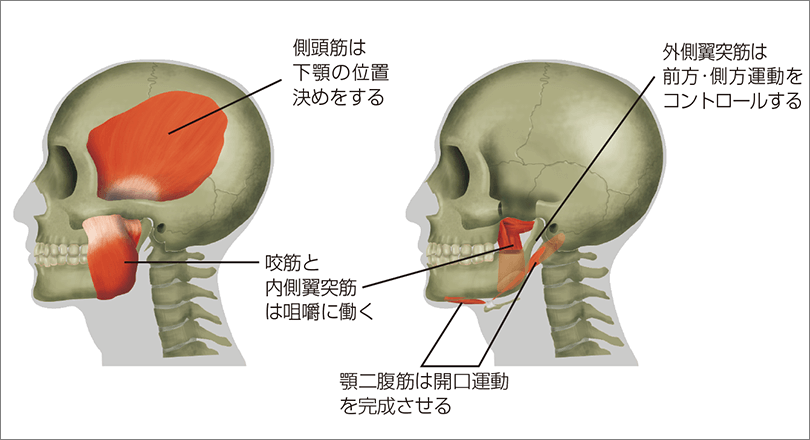 側頭筋は
下顎の位置
決めをする
外側翼突筋は
前方・側方運動を
コントロールする
咬筋と
内側翼突筋
は咀嚼に働く
顎二腹筋は開口運動
を完成させる